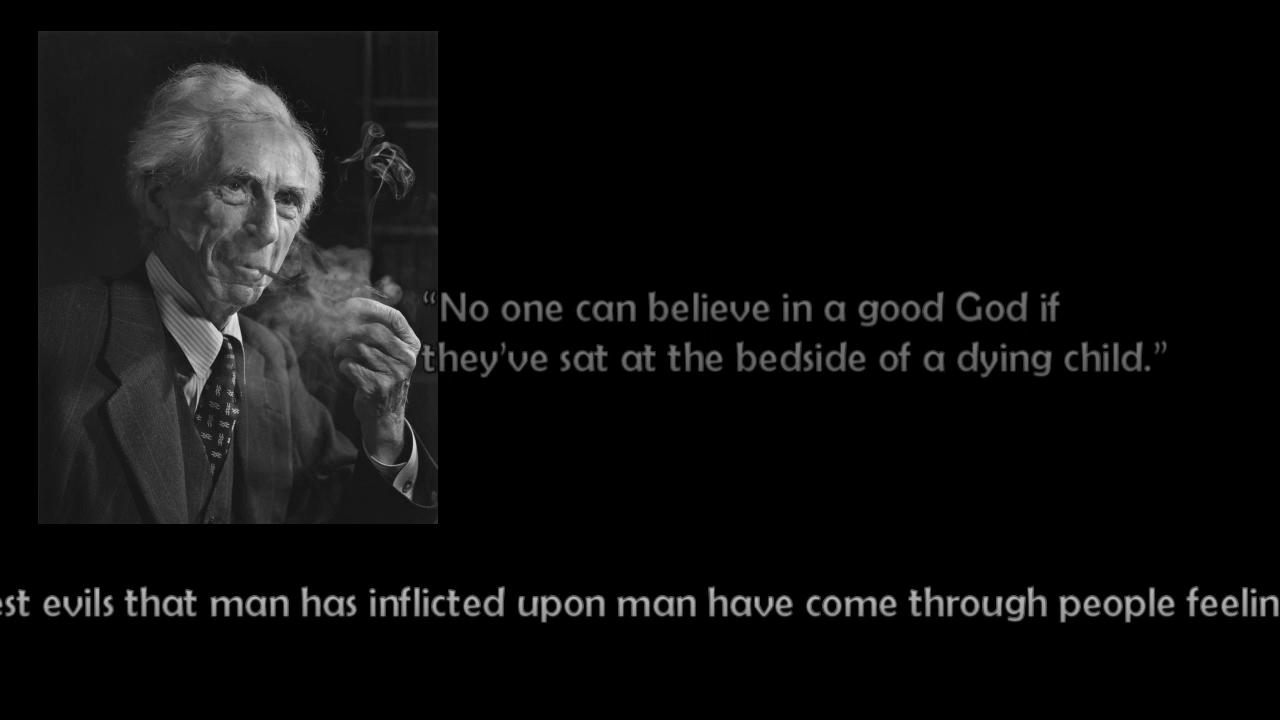 “No one can believe in a good God if
they’ve sat at the bedside of a dying child.”
est evils that man has inflicted upon man have come through people feelin